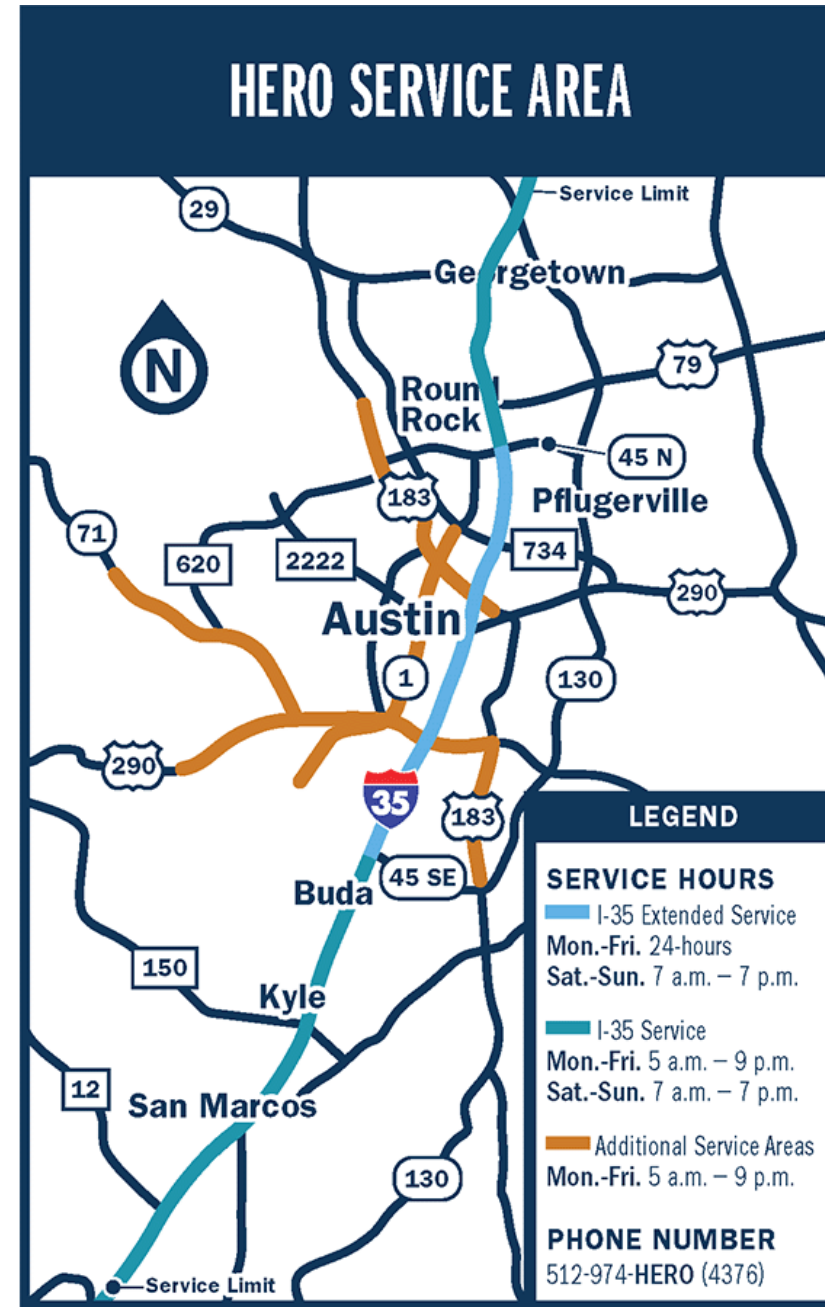 HERO SERVICE AREA
Service Limit
29
Georgetown
N
79
Round
Rock
45 N
183
Pflugerville
71
734
620
2222
290
Austin
1
130
290
35
183
LEGEND
45 SE
Buda
SERVICE HOURS
I-35 Extended Service
Mon.-Fri. 24-hours
Sat.-Sun. 7 a.m. – 7 p.m.
150
Kyle
I-35 Service
Mon.-Fri. 5 a.m. – 9 p.m.
Sat.-Sun. 7 a.m. – 7 p.m.
12
San Marcos
Additional Service Areas
Mon.-Fri. 5 a.m. – 9 p.m.
130
PHONE NUMBER
512-974-HERO (4376)
Service Limit